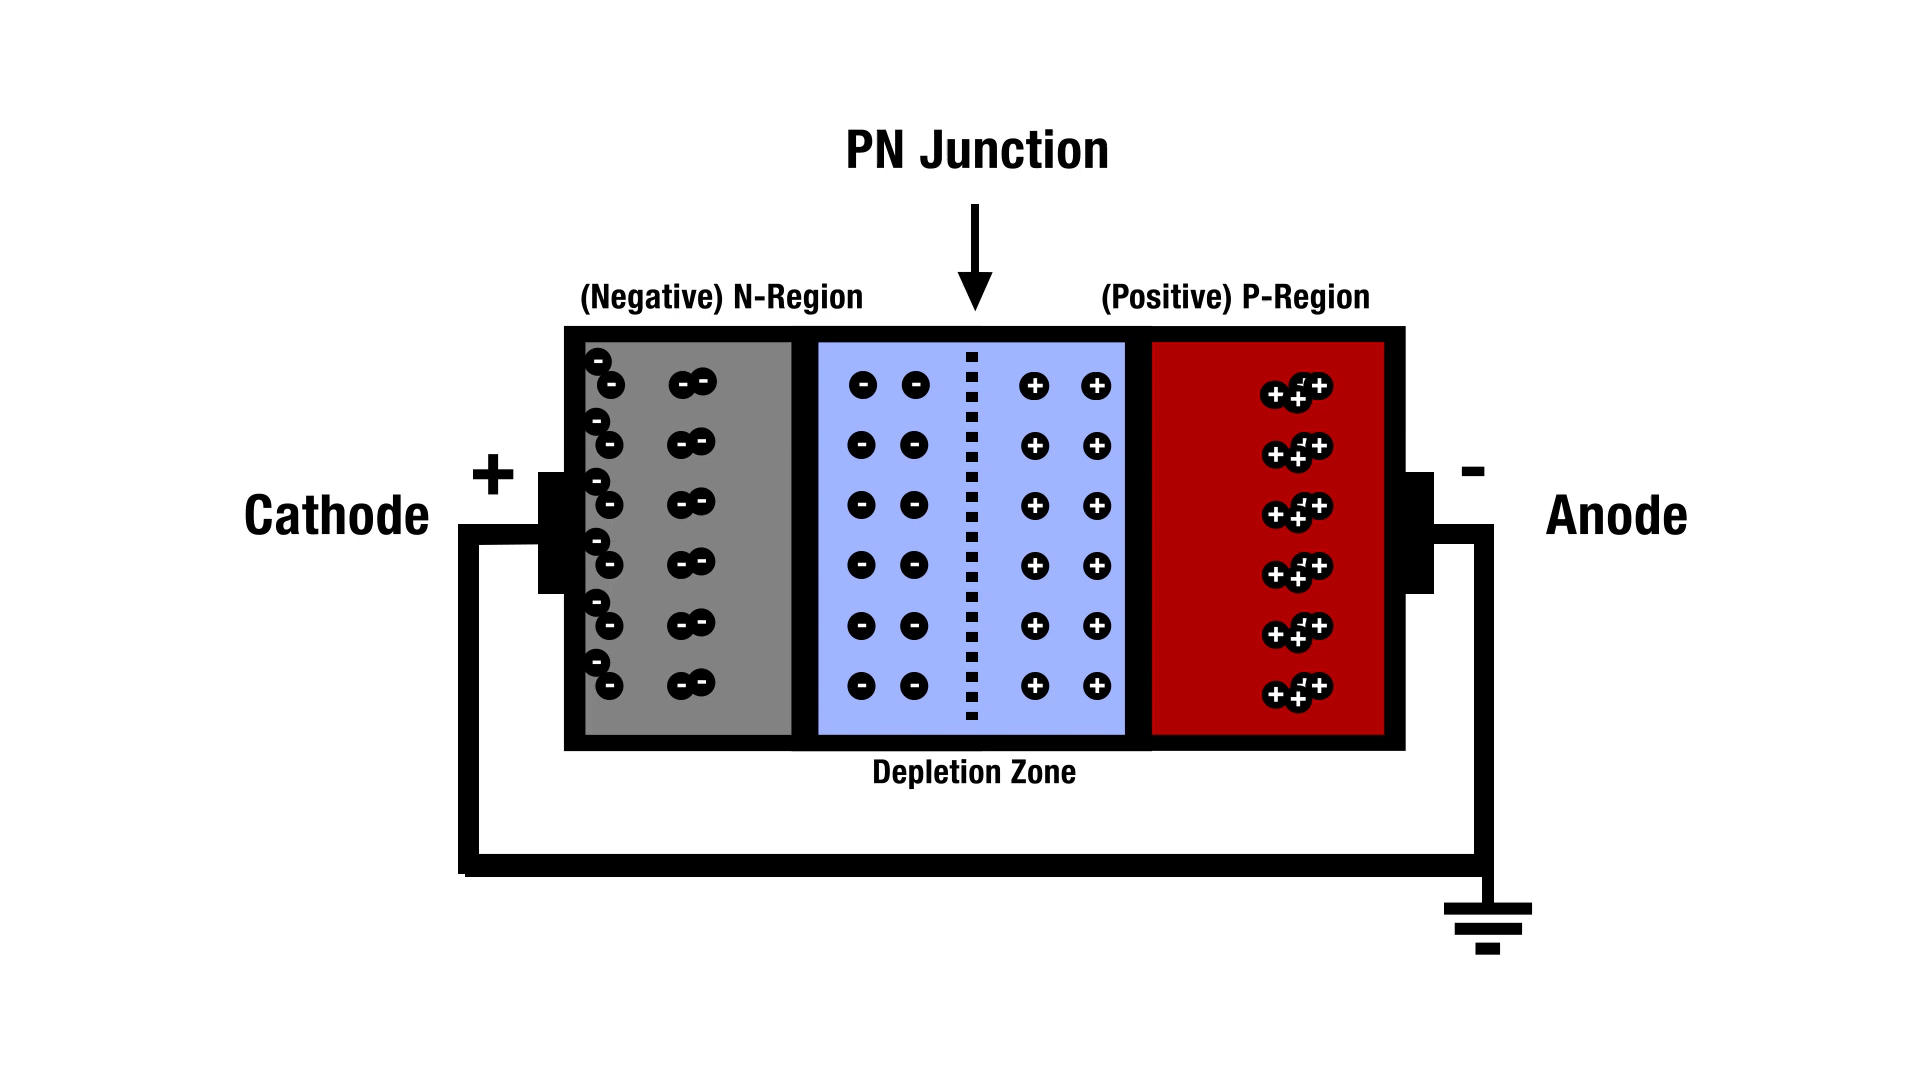 PN Junction
(Negative) N-Region
(Positive) P-Region
+
-
Cathode
Anode
Depletion Zone